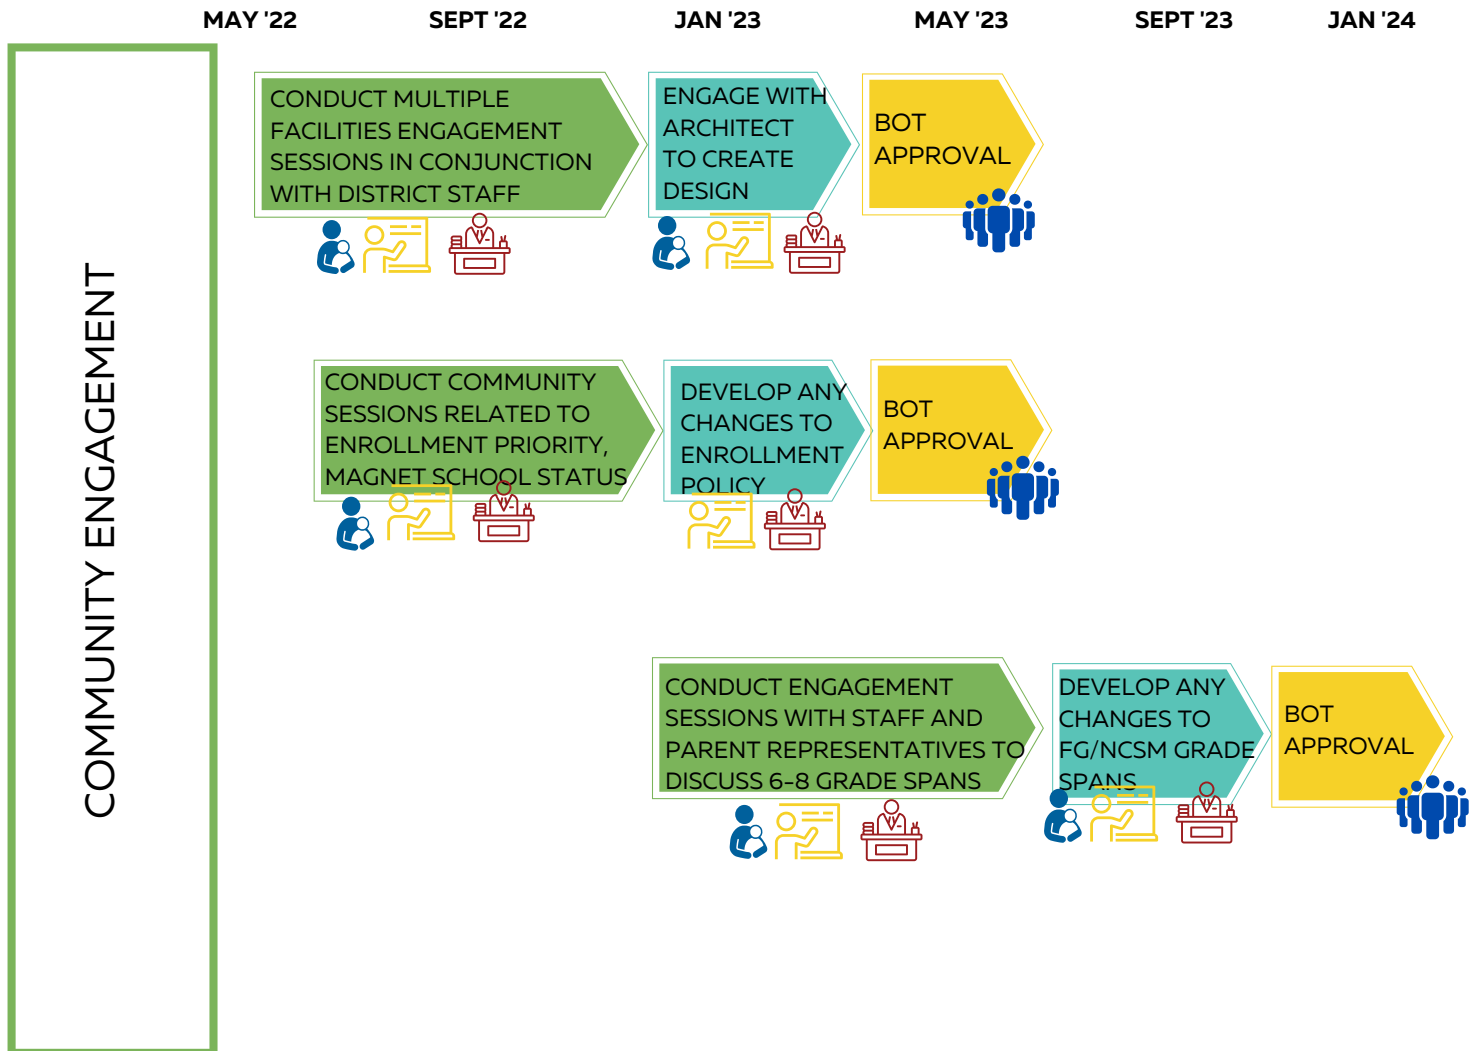 MAY '22 SEPT '22 JAN '23 MAY '23 SEPT '23 JAN '24
COMMUNITY ENGAGEMENT
CONDUCT MULTIPLE
FACILITIES ENGAGEMENT
SESSIONS IN CONJUNCTION
WITH DISTRICT STAFF
ENGAGE WITH
ARCHITECT
TO CREATE
DESIGN
BOT
APPROVAL
CONDUCT COMMUNITY
SESSIONS RELATED TO
ENROLLMENT PRIORITY,
MAGNET SCHOOL STATUS
DEVELOP ANY
CHANGES TO
ENROLLMENT
POLICY
BOT
APPROVAL
CONDUCT ENGAGEMENT
SESSIONS WITH STAFF AND
PARENT REPRESENTATIVES TO
DISCUSS 6-8 GRADE SPANS
DEVELOP ANY
CHANGES TO
FG/NCSM GRADE
SPANS
BOT
APPROVAL